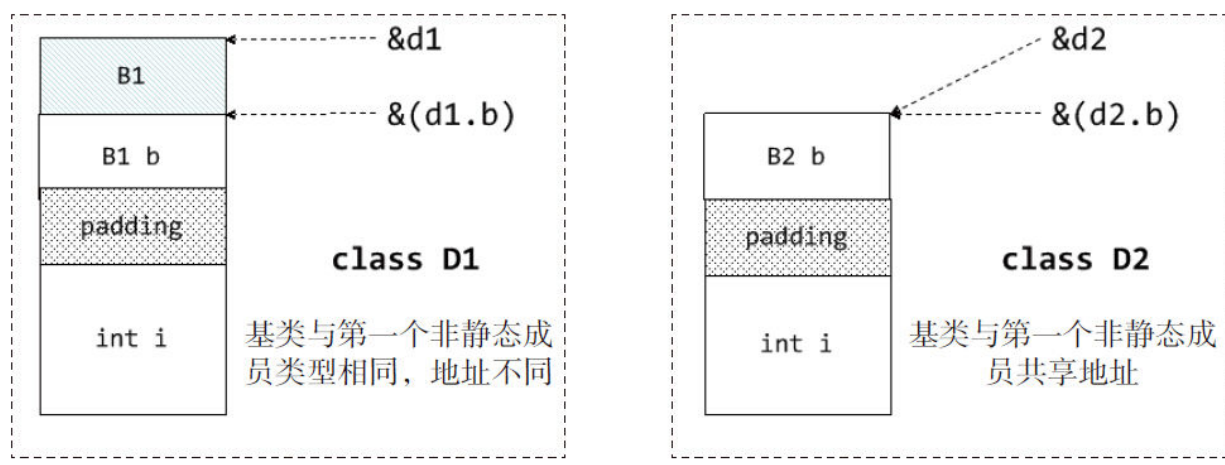 &d1
B1
&(d1.b)
B1 b
padding
class D1
int i
基类与第一个非静态成
员类型相同，地址不同
&d2
&(d2.b)
B2 b
padding
class D2
int i
基类与第一个非静态成
员共享地址